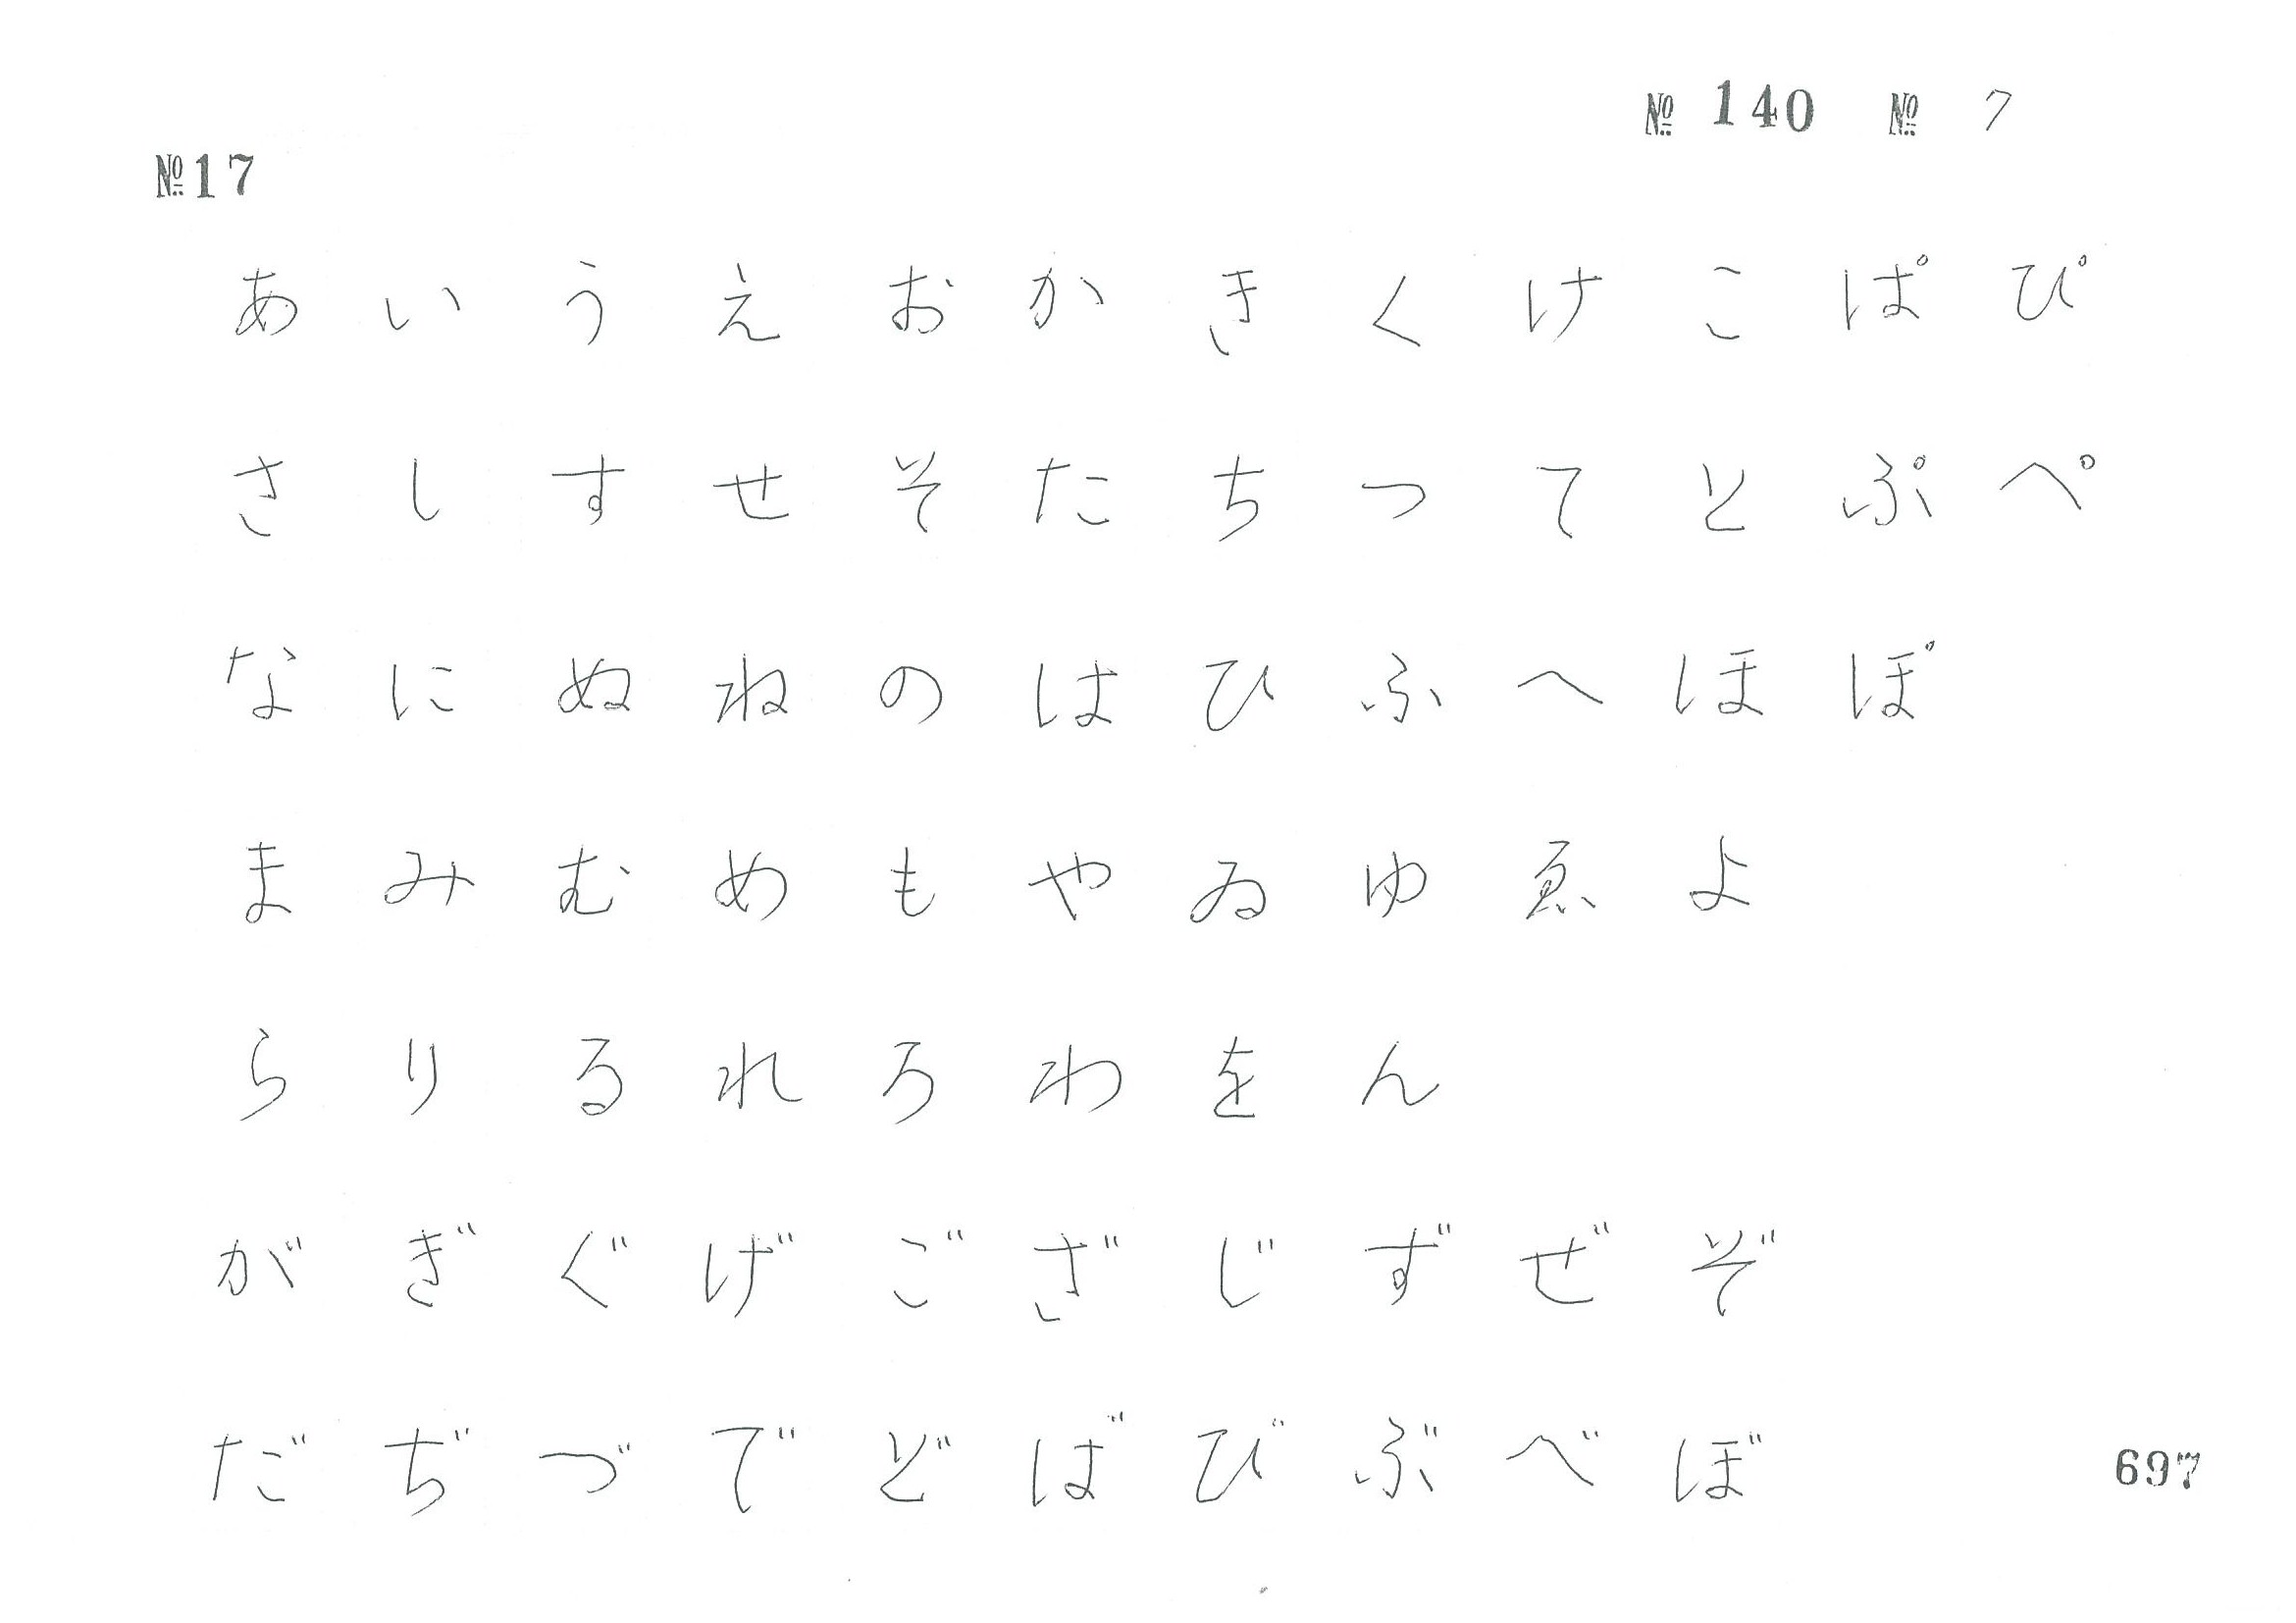 № 140 № 7
№17
あ い う え お か き く け こ ぱ ぴ
さ し す せ そ た ち つ て と ぷ ぺ
な に ぬ ね の は ひ ふ へ ほ ぽ
ま み む め も や ゐ ゆ ゑ よ
ら り る れ ろ わ を ん
が ぎ ぐ げ ご ざ じ ず ぜ ぞ
だ ぢ づ で ど ば び ぶ べ ぼ
697